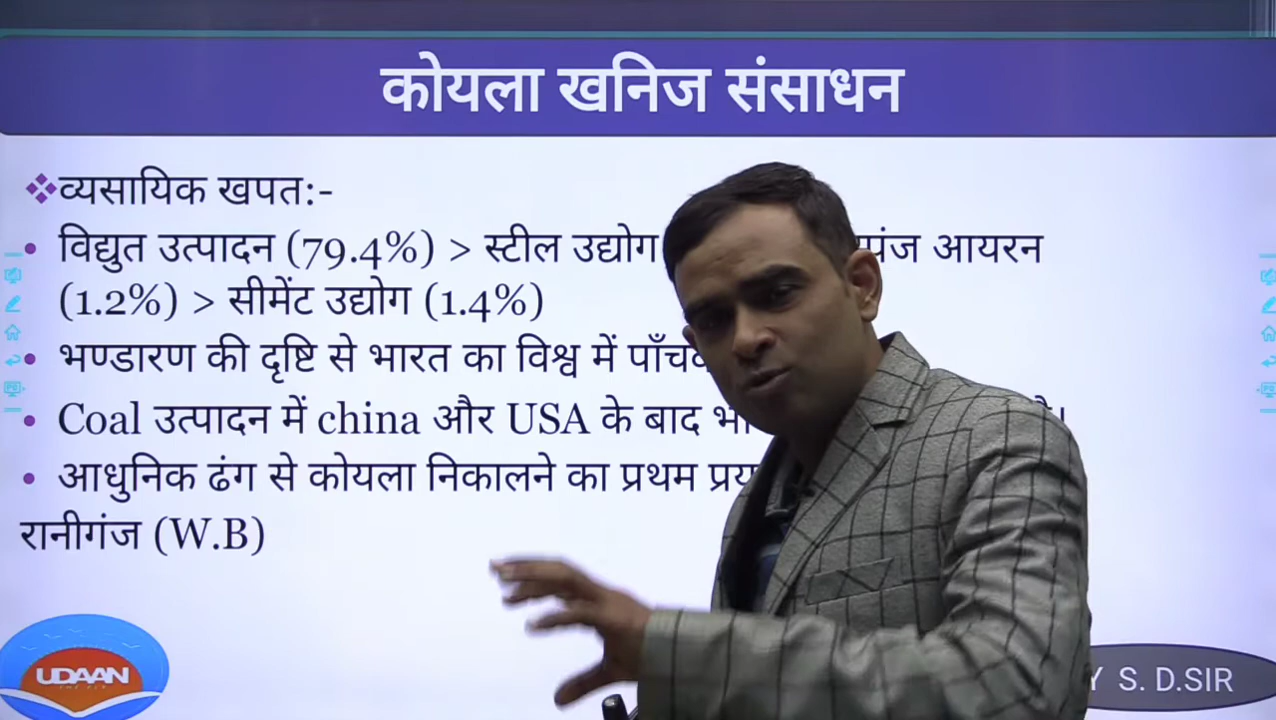 कोयला खनिज संसाधन
❖व्यसायिक खपत:-
• विद्युत उत्पादन (79.4%) > स्टील उद्योग आयरन
(1.2%) > सीमेंट उद्योग (1.4%)
• भण्डारण की दृष्टि से भारत का विश्व में
• Coal उत्पादन में china और USA के बाद
• आधुनिक ढंग से कोयला निकालने का प्रथम
रानीगंज (W.B)
UDAAN
S. D.SIR